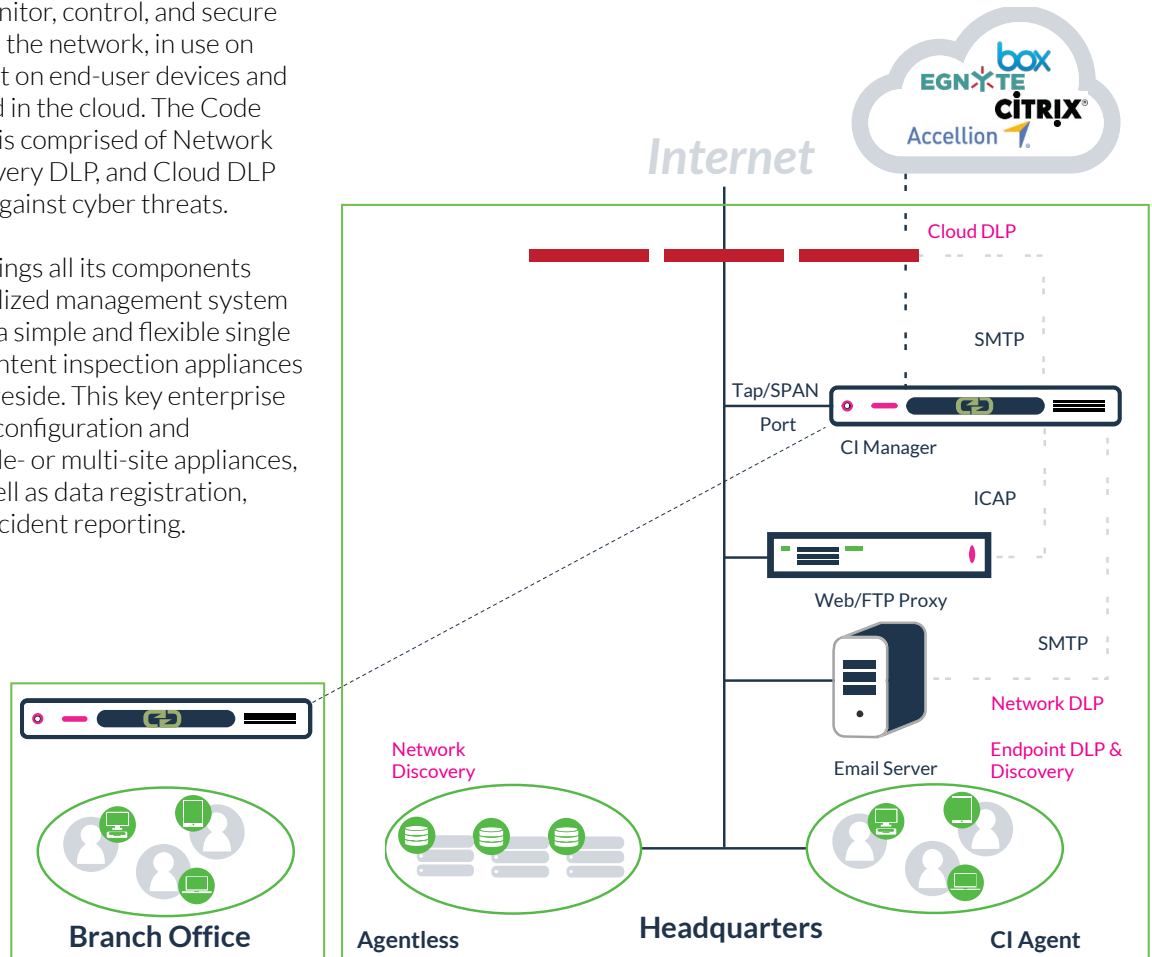 nitor, control, and secure
the network, in use on
t on end-user devices and
d in the cloud. The Code
is comprised of Network
very DLP, and Cloud DLP
gainst cyber threats.
ings all its components
lized management system
a simple and flexible single
ntent inspection appliances
eside. This key enterprise
configuration and
le- or multi-site appliances,
ell as data registration,
cident reporting.
box
EGNYTE
CİTRIX®
Accellion
Internet
Cloud DLP
SMTP
Tap/SPAN
Port
CI Manager
ICAP
Web/FTP Proxy
SMTP
Network DLP
Network
Discovery
Email Server
Endpoint DLP &
Discovery
Branch Office
Agentless
Headquarters
CI Agent